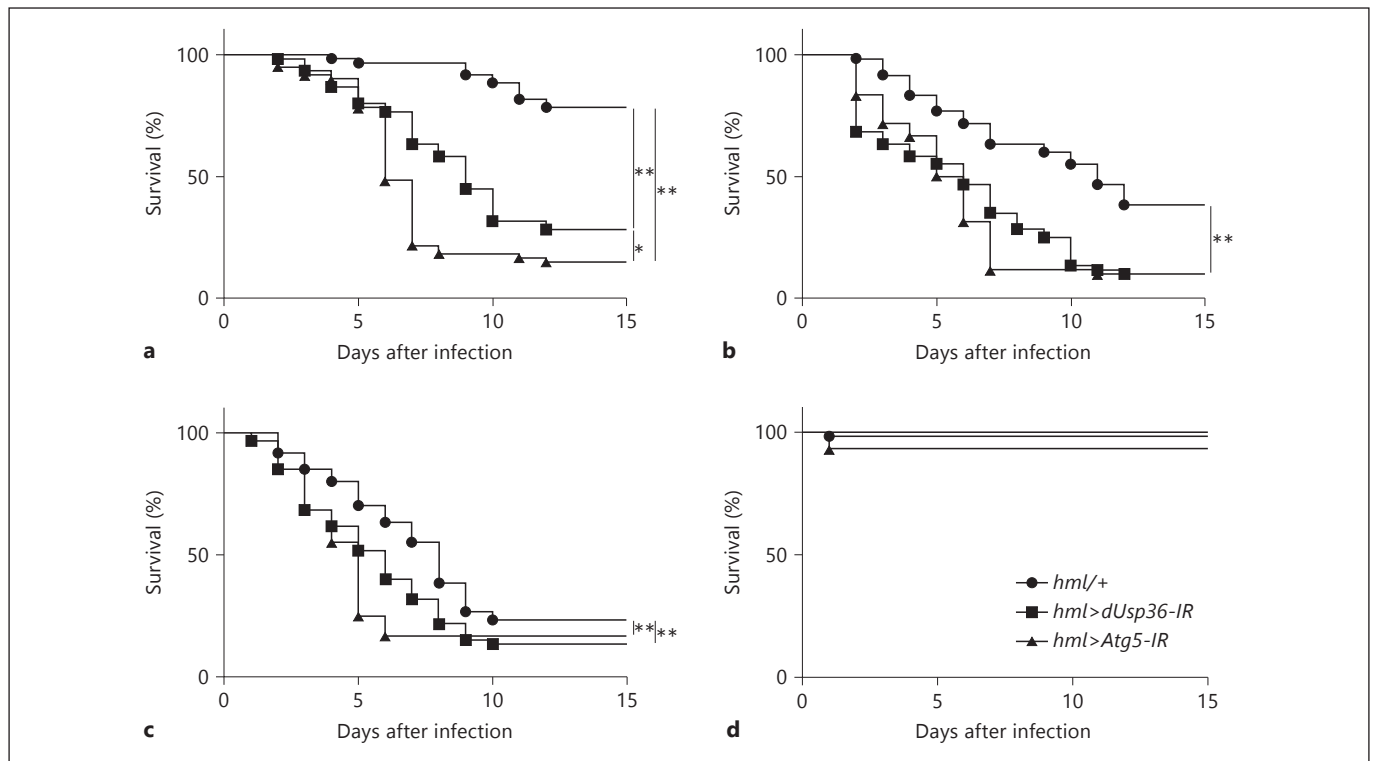 100
50
0
Survival (%)
**
**
*
0 5 10 15
Days after infection
a
100
50
0
Survival (%)
**
0 5 10 15
Days after infection
b
100
50
0
Survival (%)
** **
0 5 10 15
Days after infection
c
100
50
0
Survival (%)
hml/+
hml>dUsp36-IR
hml>Atg5-IR
0 5 10 15
Days after infection
d